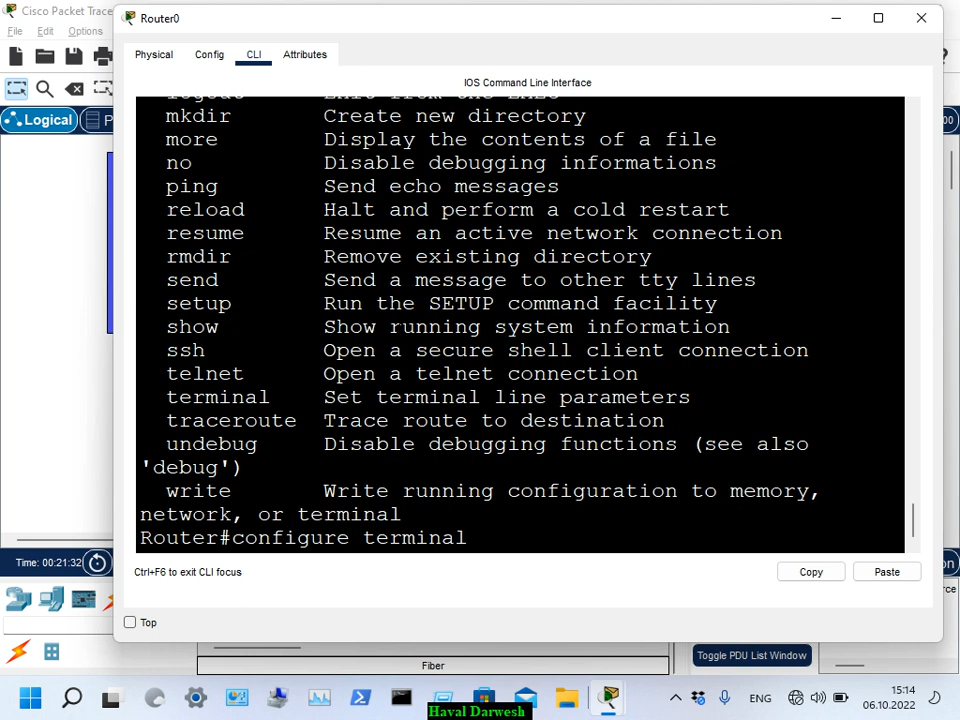 Cisco Packet Trace
Router0
File
Edit
Options
Physical
Config
CLI
Attributes
IOS Command Line Interface
Logical
P
00
mkdir Create new directory
more Display the contents of a file
no Disable debugging informations
ping Send echo messages
reload Halt and perform a cold restart
resume Resume an active network connection
rmdir Remove existing directory
send Send a message to other tty lines
setup Run the SETUP command facility
show Show running system information
ssh Open a secure shell client connection
telnet Open a telnet connection
terminal Set terminal line parameters
traceroute Trace route to destination
undebug Disable debugging functions (see also
'debug')
write Write running configuration to memory,
network, or terminal
Router#configure terminal
Time: 00:21:32
on
Ctrl+F6 to exit CLI focus
Copy
Paste
rce
Top
Toggle PDU List Window
Fiber
ENG
15:14
06.10.2022
Haval Darwesh